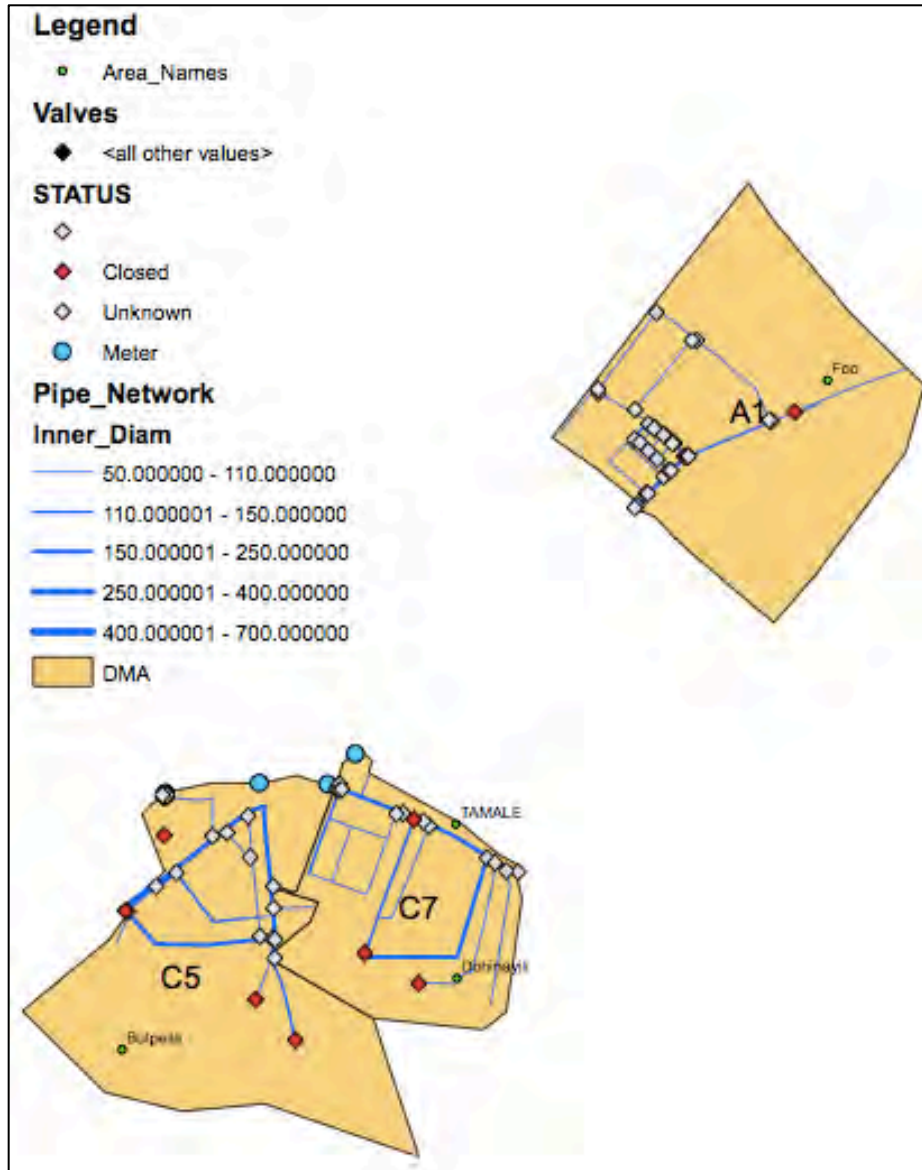 Legend
Area_Names
Valves
<all other values>
STATUS
Closed
Unknown
Meter
Pipe_Network
Inner_Diam
50.000000 - 110.000000
110.000001 - 150.000000
150.000001 - 250.000000
250.000001 - 400.000000
400.000001 - 700.000000
DMA
Foo
A1
TAMALE
C7
C5